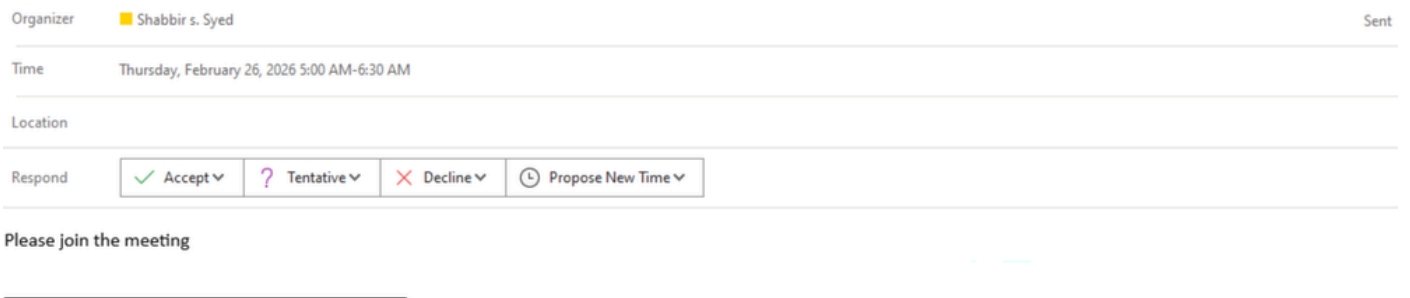 Organizer Shabbir s. Syed Sent
Time Thursday, February 26, 2026 5:00 AM-6:30 AM
Location
Respond Accept ? Tentative Decline Propose New Time
Please join the meeting